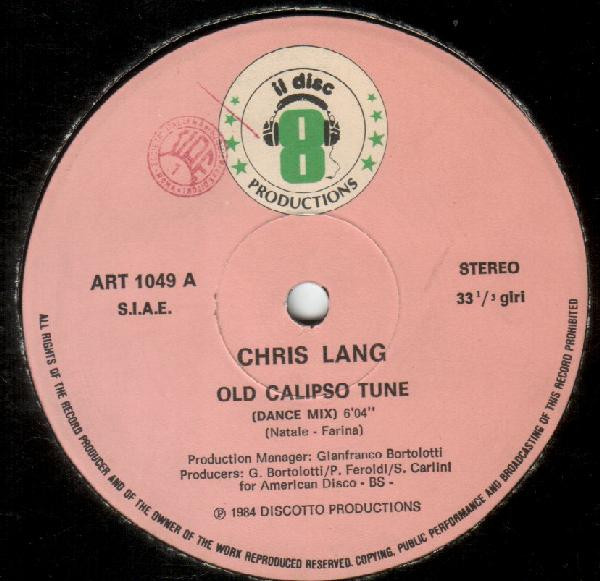 il disc
8
PRODUCTIONS
ART 1049 A
S.I.A.E.
STEREO
33 1/3 giri
CHRIS LANG
OLD CALIPSO TUNE
(DANCE MIX) 6'04"
(Natale - Farina)
Production Manager: Gianfranco Bortolotti
Producers: G. Bortolotti/P. Feroldi/S. Carlini
for American Disco - BS -
℗ 1984 DISCOTTO PRODUCTIONS
ALL RIGHTS OF THE RECORD PRODUCER AND OF THE OWNER OF THE WORK REPRODUCED RESERVED. COPYING, PUBLIC PERFORMANCE AND BROADCASTING OF THIS RECORD PROHIBITED